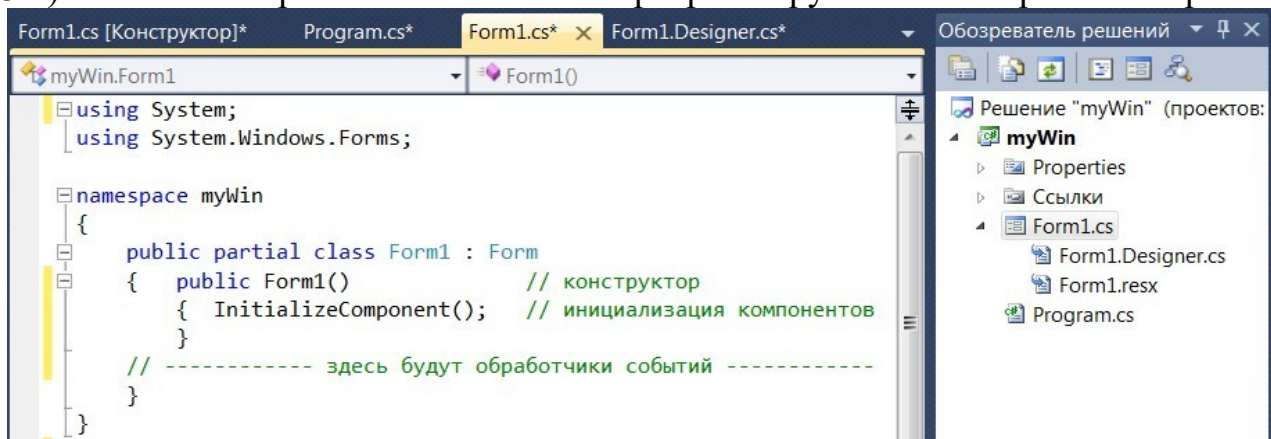 Form1.cs [Конструктор]* Program.cs* Form1.cs* Form1.Designer.cs*
myWin.Form1 Form1()
using System;
using System.Windows.Forms;
namespace myWin
{
public partial class Form1 : Form
{ public Form1() // конструктор
{ InitializeComponent(); // инициализация компонентов
}
// ------------ здесь будут обработчики событий ------------
}
}
Обозреватель решений
Решение "myWin" (проектов:
myWin
Properties
Ссылки
Form1.cs
Form1.Designer.cs
Form1.resx
Program.cs